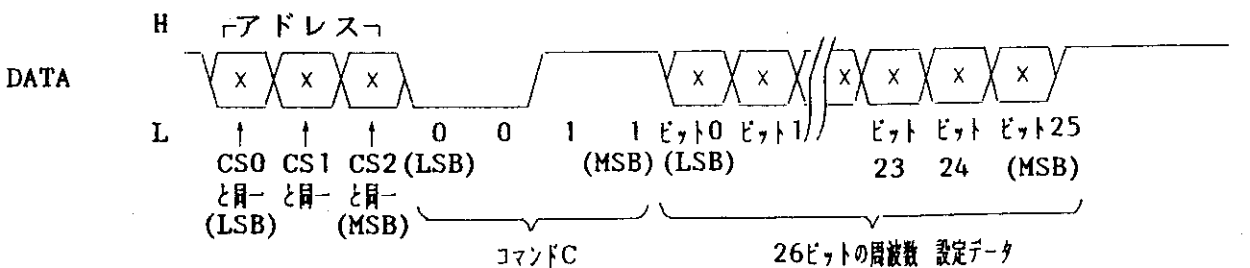 H ┌アドレス┐
DATA × × × × × × × × ×
L ↑ ↑ ↑ 0 0 1 1 ビット0 ビット1 ビット ビット ビット25
CS0 CS1 CS2 (LSB) (MSB) (LSB) 23 24 (MSB)
と同一 と同一 と同一
(LSB) (MSB)
コマンドC 26ビットの周波数 設定データ